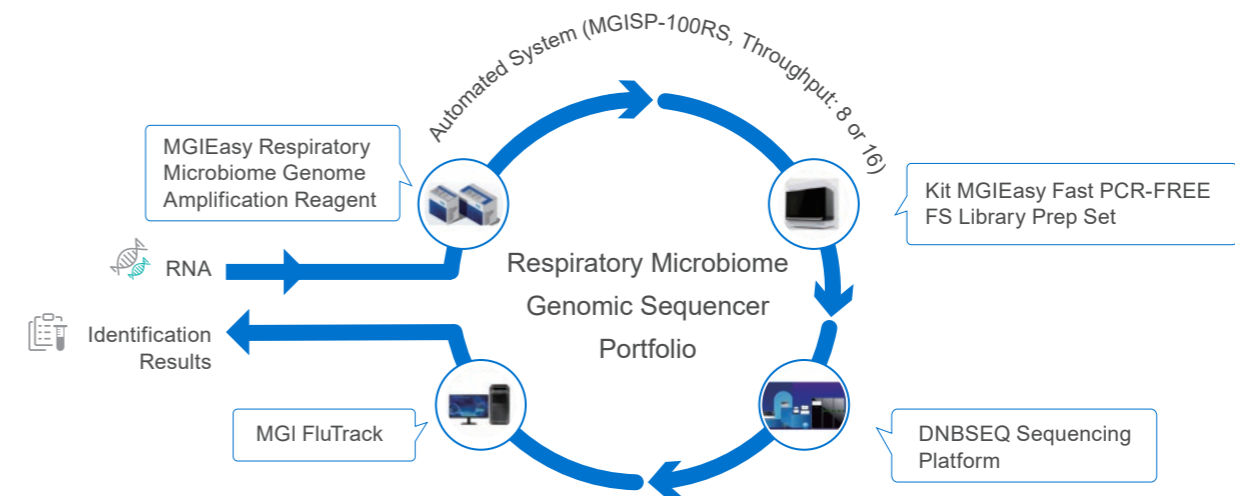 Automated System (MGISP-100RS, Throughput: 8 or 16)
MGIEasy Respiratory
Microbiome Genome
Amplification Reagent
Kit MGIEasy Fast PCR-FREE
FS Library Prep Set
RNA
Respiratory Microbiome
Genomic Sequencer
Portfolio
Identification
Results
MGI FluTrack
DNBSEQ Sequencing
Platform